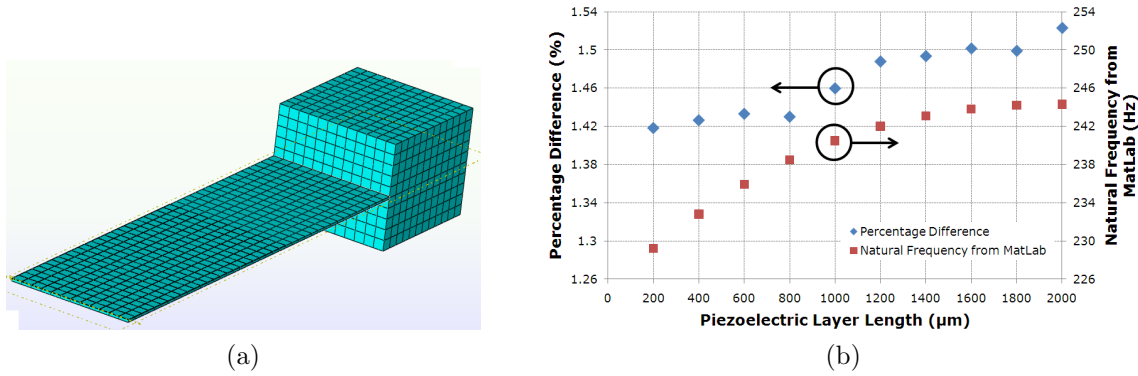 Percentage Difference (%)
1.54
1.5
1.46
1.42
1.38
1.34
1.3
1.26
254
250
246
242
238
234
230
226
Natural Frequency from
MatLab (Hz)
Percentage Difference
Natural Frequency from MatLab
0 200 400 600 800 1000 1200 1400 1600 1800 2000
Piezoelectric Layer Length (µm)
(a)
(b)